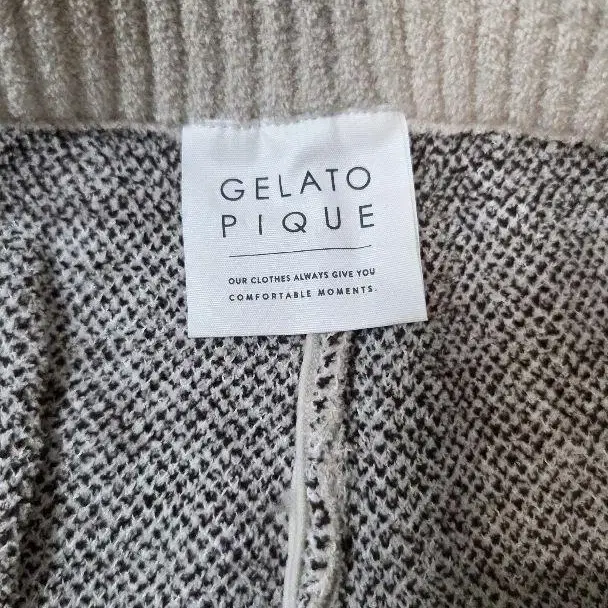 GELATO
PIQUE
OUR CLOTHES ALWAYS GIVE YOU
COMFORTABLE MOMENTS.